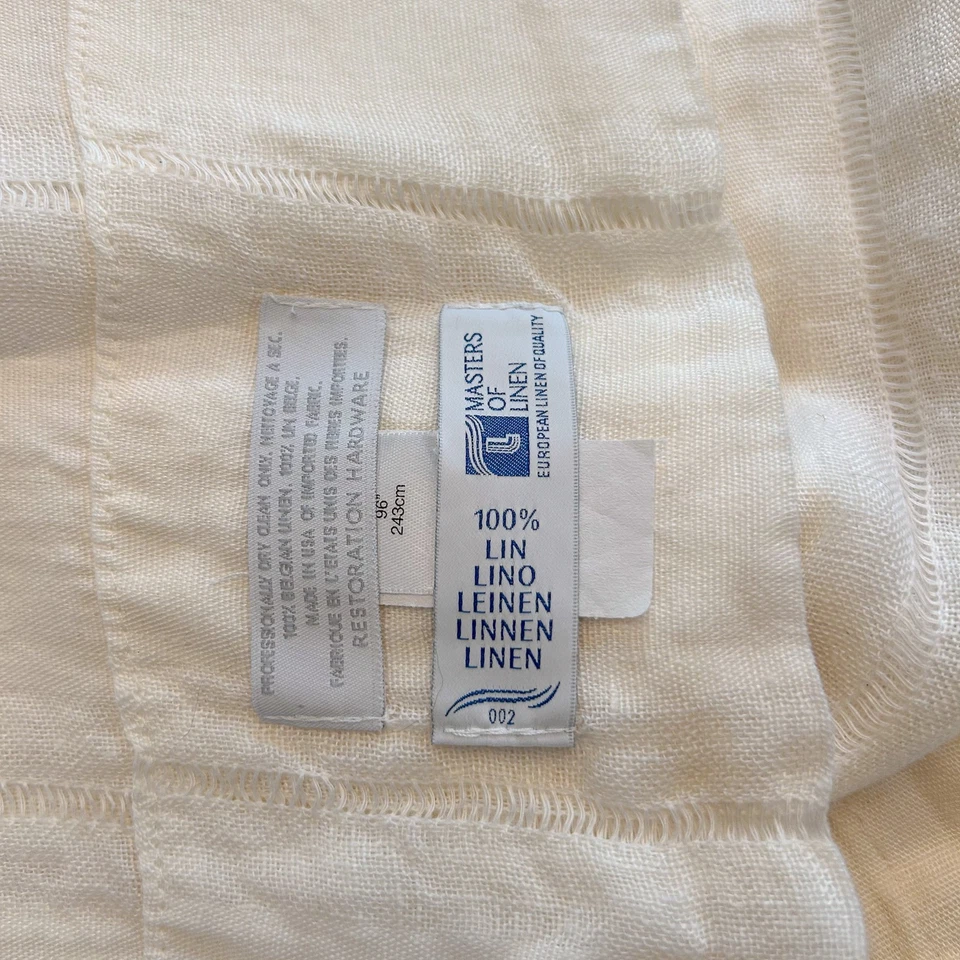 PROFESSIONALLY DRY CLEAN ONLY. NETTOYAGE A SEC.
100% BELGIAN LINEN. 100% LIN BELGE.
MADE IN USA OF IMPORTED FABRIC.
FABRIQUE EN L'ETATS UNIS DES FIBRES IMPORTEES.
RESTORATION HARDWARE
96"
243cm
L
MASTERS
OF
LINEN
EUROPEAN LINEN OF QUALITY
100%
LIN
LINO
LEINEN
LINNEN
LINEN
002